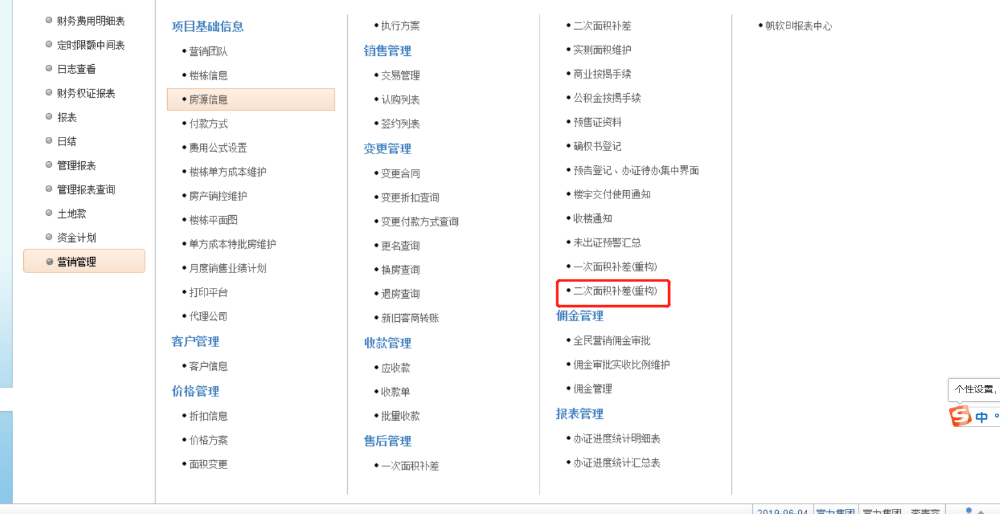 财务费用明细表
定时限额中间表
日志查看
财务权证报表
报表
日结
管理报表
管理报表查询
土地款
资金计划
营销管理
项目基础信息
营销团队
楼栋信息
房源信息
付款方式
费用公式设置
楼栋单方成本维护
房产销控维护
楼栋平面图
单方成本特批房维护
月度销售业绩计划
打印平台
代理公司
客户管理
客户信息
价格管理
折扣信息
价格方案
面积变更
执行方案
销售管理
交易管理
认购列表
签约列表
变更管理
变更合同
变更折扣查询
变更付款方式查询
更名查询
换房查询
退房查询
新旧客商转账
收款管理
应收款
收款单
批量收款
售后管理
一次面积补差
二次面积补差
实测面积维护
商业按揭手续
公积金按揭手续
预售证资料
确权书登记
预告登记、办证待办集中界面
楼宇交付使用通知
收楼通知
未出证预警汇总
一次面积补差(重构)
二次面积补差(重构)
佣金管理
全民营销佣金审批
佣金审批实收比例维护
佣金管理
报表管理
办证进度统计明细表
办证进度统计汇总表
帆软BI报表中心
个性设置,
S 中
2019-06-04 富力集团 富力集团